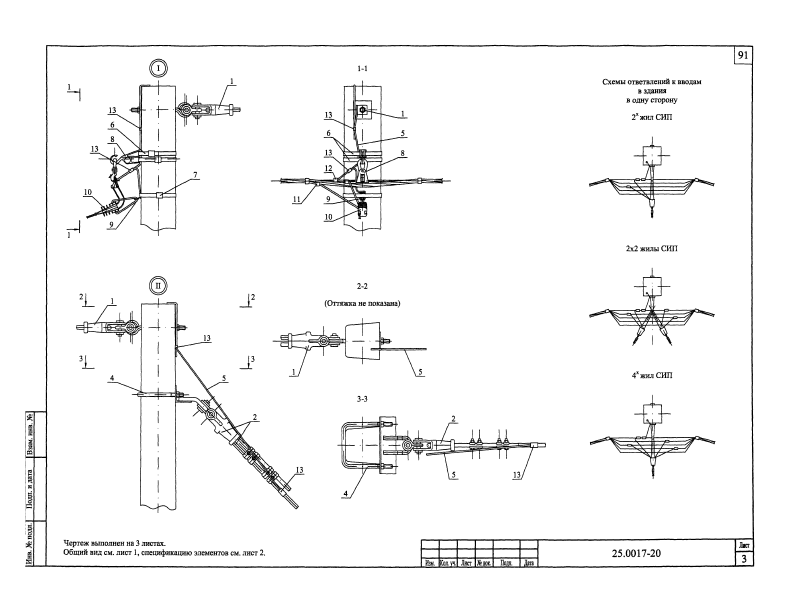 91
I
1
1
13
6
8
13
10
9
7
1
1-1
13
6
13
12
11
9
10
1
5
8
Схемы ответвлений к вводам
в здания
в одну сторону
2ˣ жил СИП
2х2 жилы СИП
4ˣ жил СИП
II
2
1
2
13
3
3
4
5
2
13
2-2
(Оттяжка не показана)
1
5
3-3
2
4
5
13
Чертеж выполнен на 3 листах.
Общий вид см. лист 1, спецификацию элементов см. лист 2.
Взам. инв. №
Подп. и дата
Инв. № подл.
Изм. Кол. уч. Лист № док. Подп. Дата
25.0017-20
Лист
3